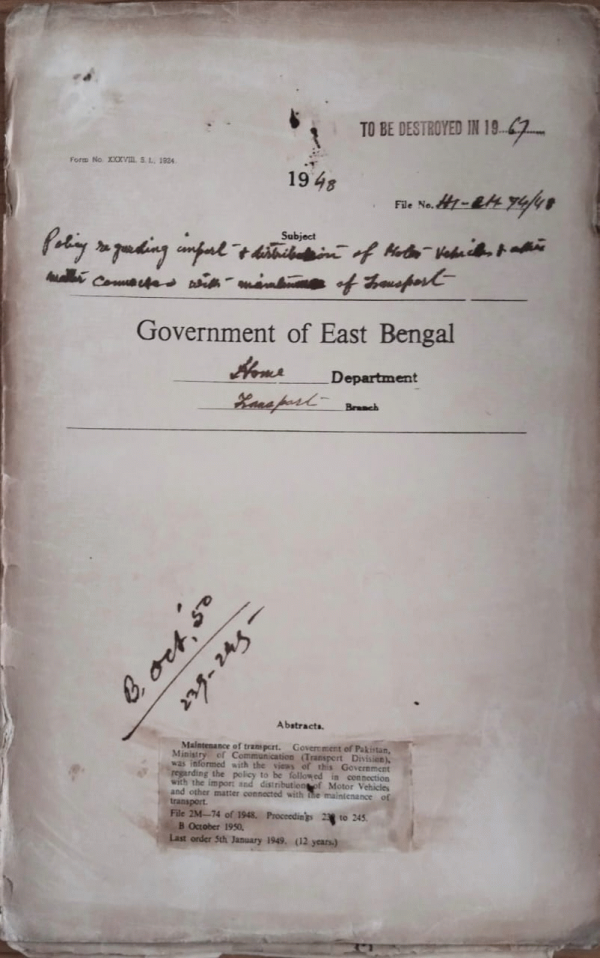 TO BE DESTROYED IN 1967
Form No. XXXVIII. S. L., 1934.
1948
File No. 74/48
Subject
Policy regarding import & distribution of Motor Vehicles & other
matter connected with maintenance of Transport
Government of East Bengal
Home Department
Transport Branch
B, Oct', 50
239-245
Abstracts.
Maintenance of transport. Government of Pakistan,
Ministry of Communication (Transport Division),
was informed with the views of this Government
regarding the policy to be followed in connection
with the import and distribution of Motor Vehicles
and other matter connected with the maintenance of
transport.
File 2M—74 of 1948. Proceedings to 245.
B October 1950.
Last order 5th January 1949. (12 years.)